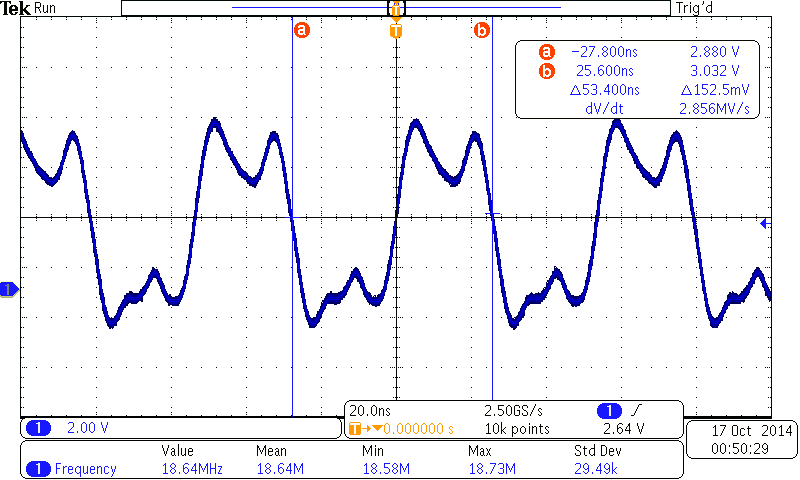 Tek Run Trig'd
T
a b
T
a −27.800ns 2.880 V
b 25.600ns 3.032 V
Δ53.400ns Δ152.5mV
dV/dt 2.856MV/s
1
1 2.00 V
20.0ns 2.50GS/s 1
T→▼0.000000 s 10k points 2.64 V
17 Oct 2014
00:50:29
Value Mean Min Max Std Dev
1 Frequency 18.64MHz 18.64M 18.58M 18.73M 29.49k